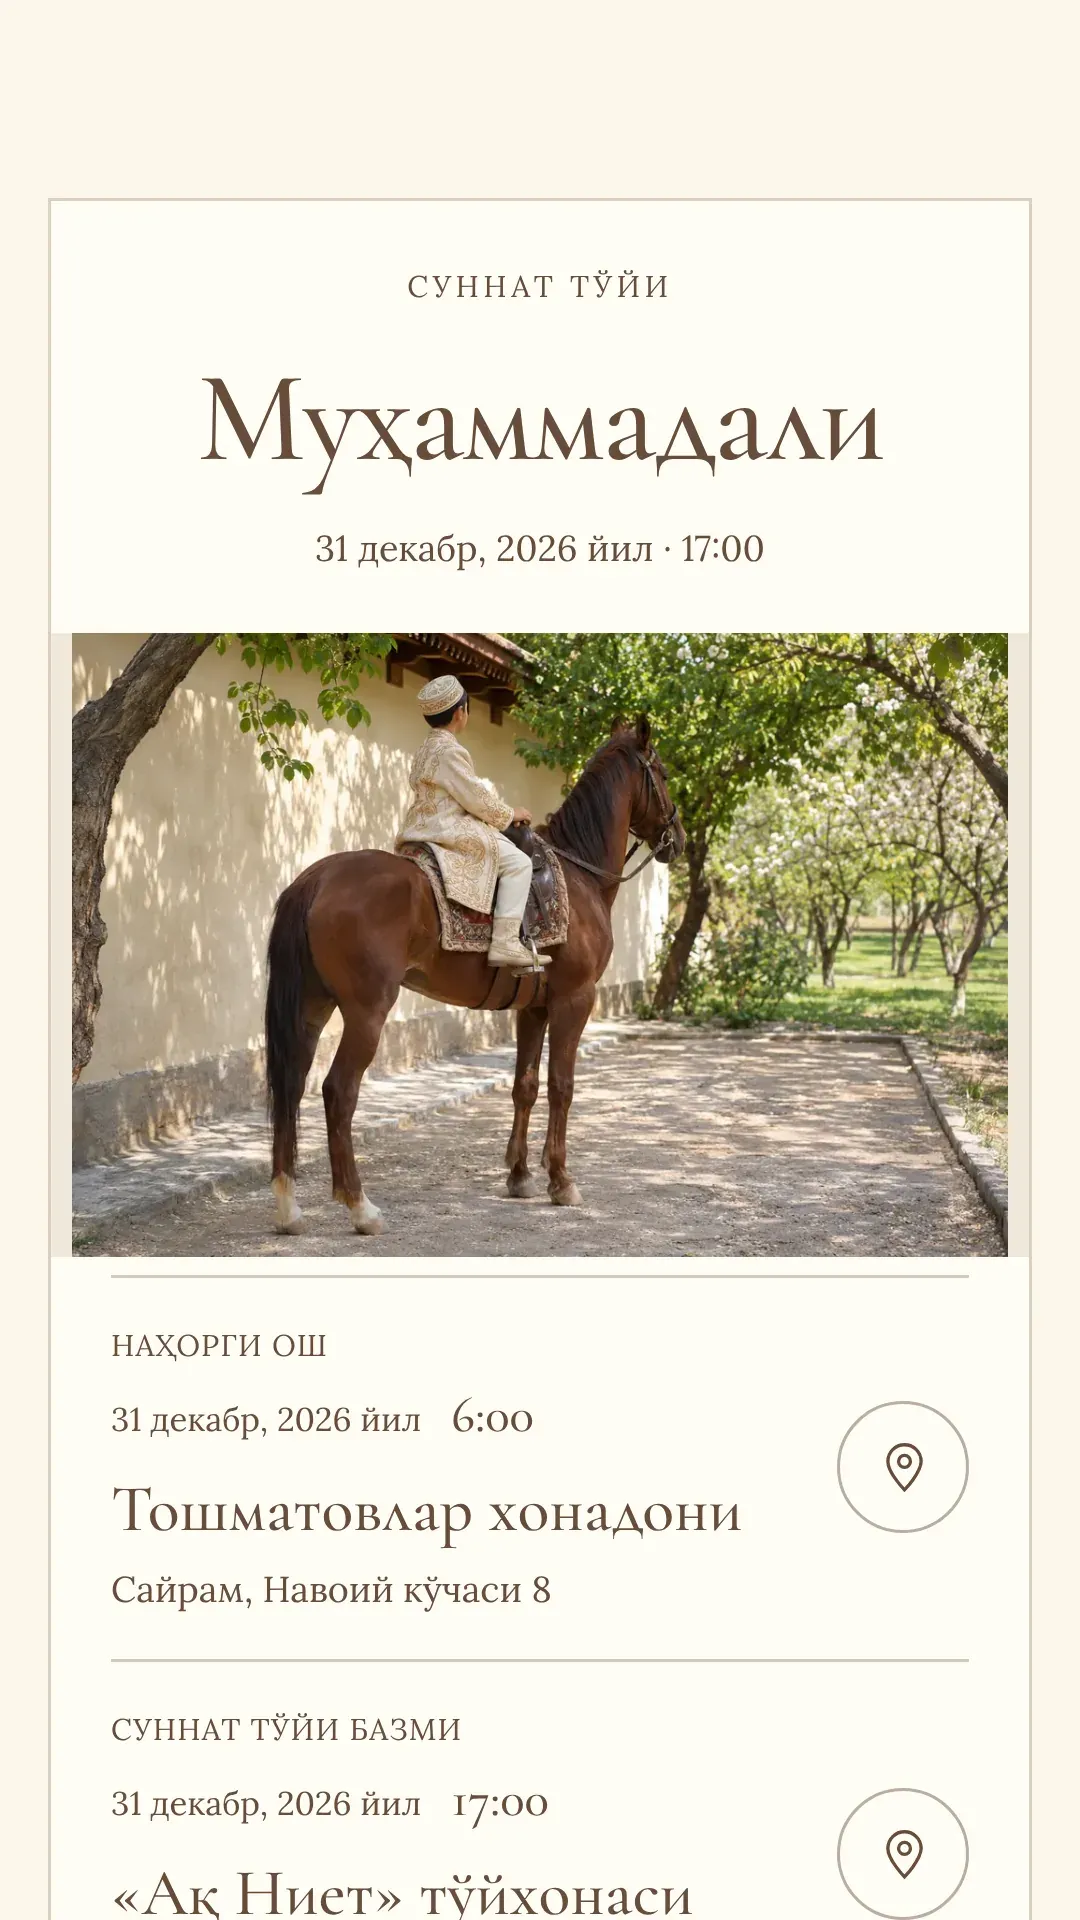 СУННАТ ТЎЙИ
Муҳаммадали
31 декабр, 2026 йил · 17:00
НАҲОРГИ ОШ
31 декабр, 2026 йил 6:00
Тошматовлар хонадони
Сайрам, Навоий кўчаси 8
СУННАТ ТЎЙИ БАЗМИ
31 декабр, 2026 йил 17:00
«Ақ Ниет» тўйхонаси